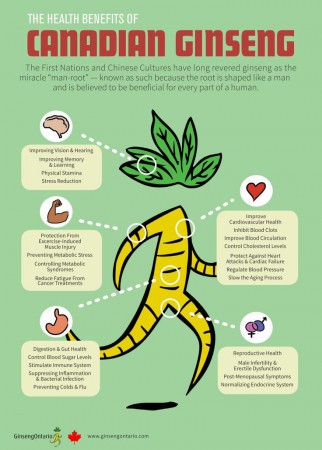 THE HEALTH BENEFITS OF
CANADIAN GINSENG
The First Nations and Chinese Cultures have long revered ginseng as the
miracle "man-root" — known as such because the root is shaped like a man
and is believed to be beneficial for every part of a human.
Improving Vision & Hearing
Improving Memory
& Learning
Physical Stamina
Stress Reduction
Improve
Cardiovascular Health
Inhibit Blood Clots
Improve Blood Circulation
Control Cholesterol Levels
Protect Against Heart
Attacks & Cardiac Failure
Regulate Blood Pressure
Slow the Aging Process
Protection From
Excercise-Induced
Muscle Injury
Preventing Metabolic Stress
Controlling Metabolic
Syndromes
Reduce Fatigue From
Cancer Treatments
Digestion & Gut Health
Control Blood Sugar Levels
Stimulate Immune System
Suppressing Inflammation
& Bacterial Infection
Preventing Colds & Flu
Reproductive Health
Male Infertility &
Erectile Dysfunction
Post-Menopausal Symptoms
Normalizing Endocrine System
GinsengOntario
www.ginsengontario.com